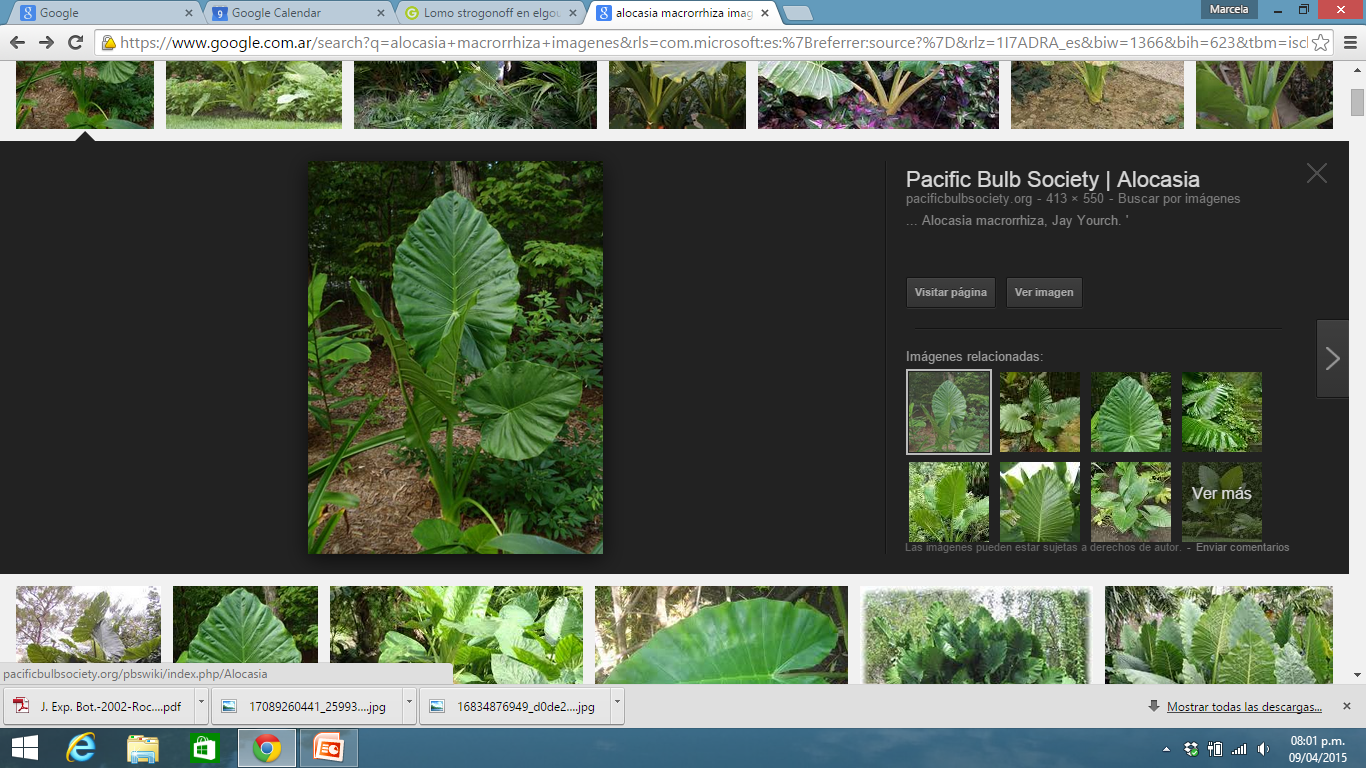 Google
Google Calendar
Lomo strogonoff en elgou
alocasia macrorrhiza imag
Marcela
https://www.google.com.ar/search?q=alocasia+macrorrhiza+imagenes&rls=com.microsoft:es:%7Breferrer:source?%7D&rlz=1I7ADRA_es&biw=1366&bih=623&tbm=iscl
Pacific Bulb Society | Alocasia
pacificbulbsociety.org - 413 × 550 - Buscar por imágenes
... Alocasia macrorrhiza, Jay Yourch. '
Visitar página
Ver imagen
Imágenes relacionadas:
Ver más
Las imágenes pueden estar sujetas a derechos de autor. - Enviar comentarios
pacificbulbsociety.org/pbswiki/index.php/Alocasia
J. Exp. Bot.-2002-Roc....pdf
17089260441_25993....jpg
16834876949_d0de2....jpg
Mostrar todas las descargas...
08:01 p.m.
09/04/2015